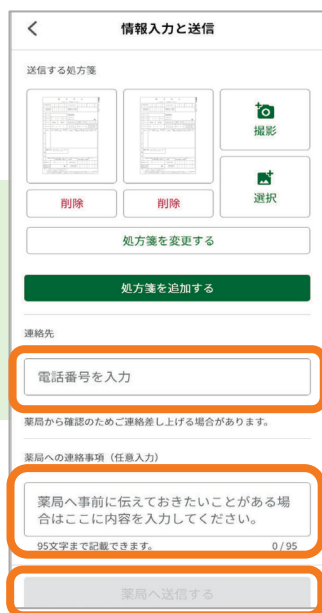 情報入力と送信
送信する処方箋
撮影
選択
削除
削除
処方箋を変更する
処方箋を追加する
連絡先
電話番号を入力
薬局から確認のためご連絡差し上げる場合があります。
薬局への連絡事項（任意入力）
薬局へ事前に伝えておきたいことがある場
合はここに内容を入力してください。
95文字まで記載できます。 0 / 95
薬局へ送信する